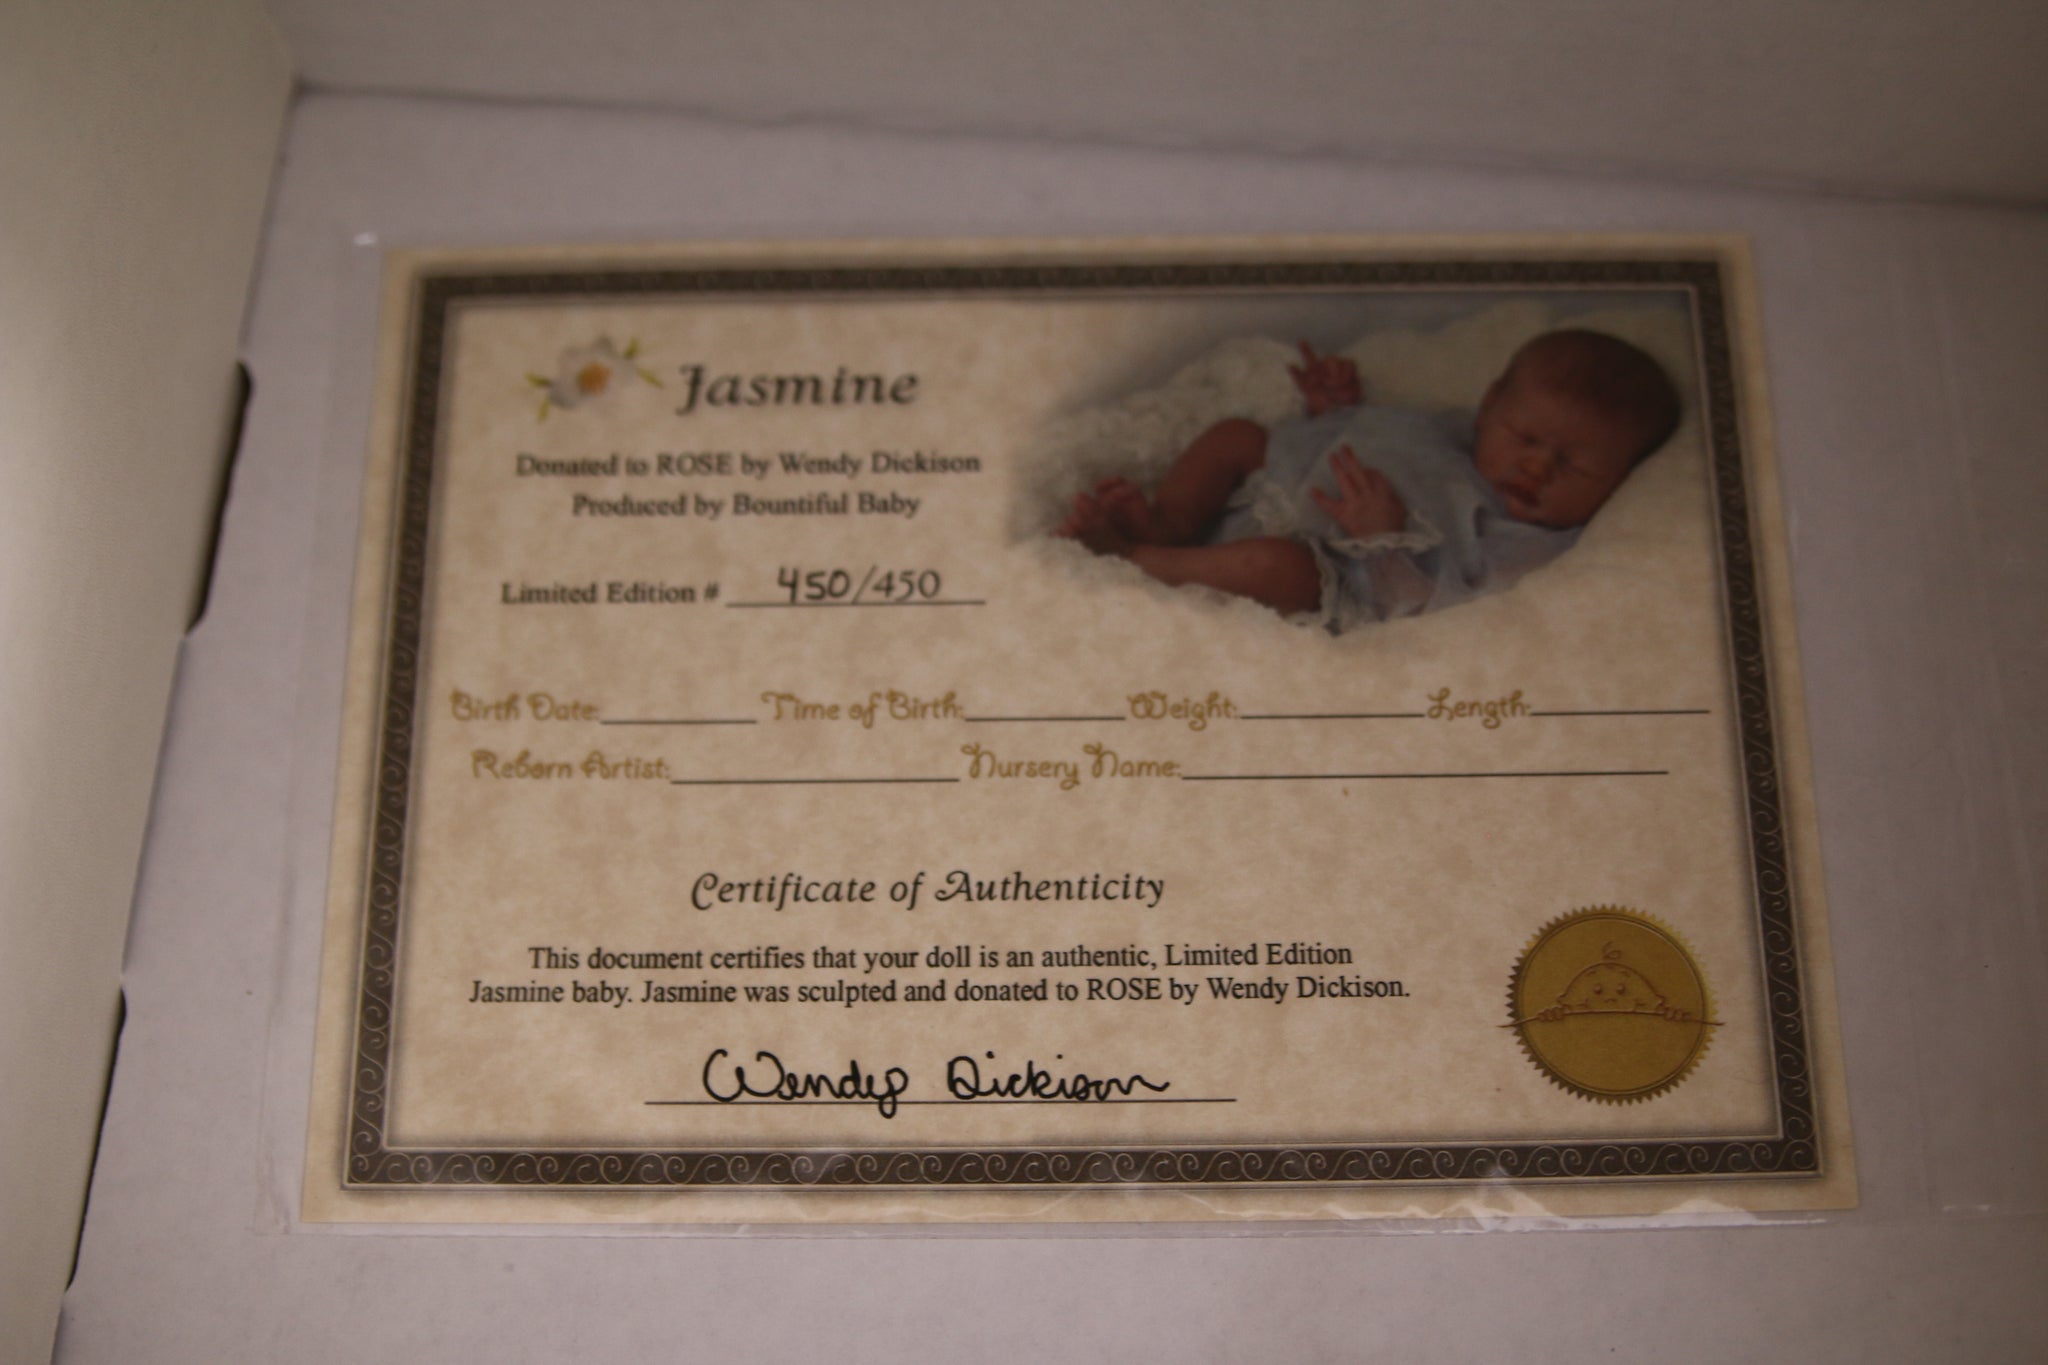 Jasmine
Donated to ROSE by Wendy Dickison
Produced by Bountiful Baby
Limited Edition # 450/450
Birth Date: Time of Birth: Weight: Length:
Reborn Artist: Nursery Name:
Certificate of Authenticity
This document certifies that your doll is an authentic, Limited Edition
Jasmine baby. Jasmine was sculpted and donated to ROSE by Wendy Dickison.
Wendy Dickison